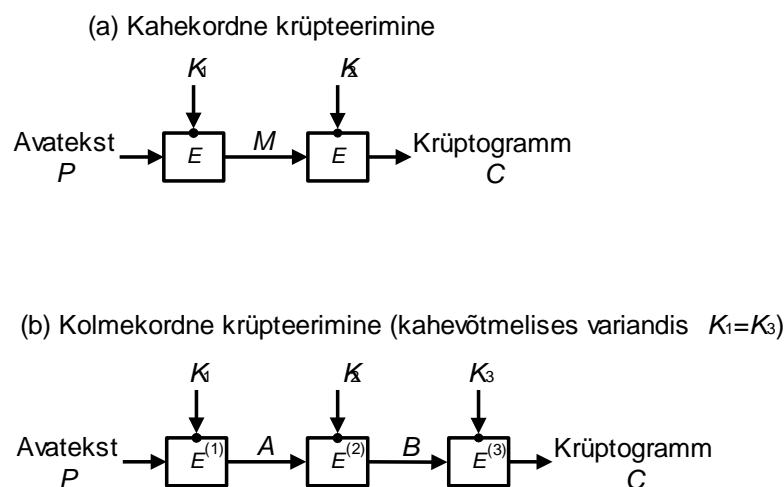 (a) Kahekordne krüpteerimine
K1 K2
Avatekst E M E Krüptogramm
P C
(b) Kolmekordne krüpteerimine (kahevõtmelises variandis K1=K3)
K1 K2 K3
Avatekst E(1) A E(2) B E(3) Krüptogramm
P C